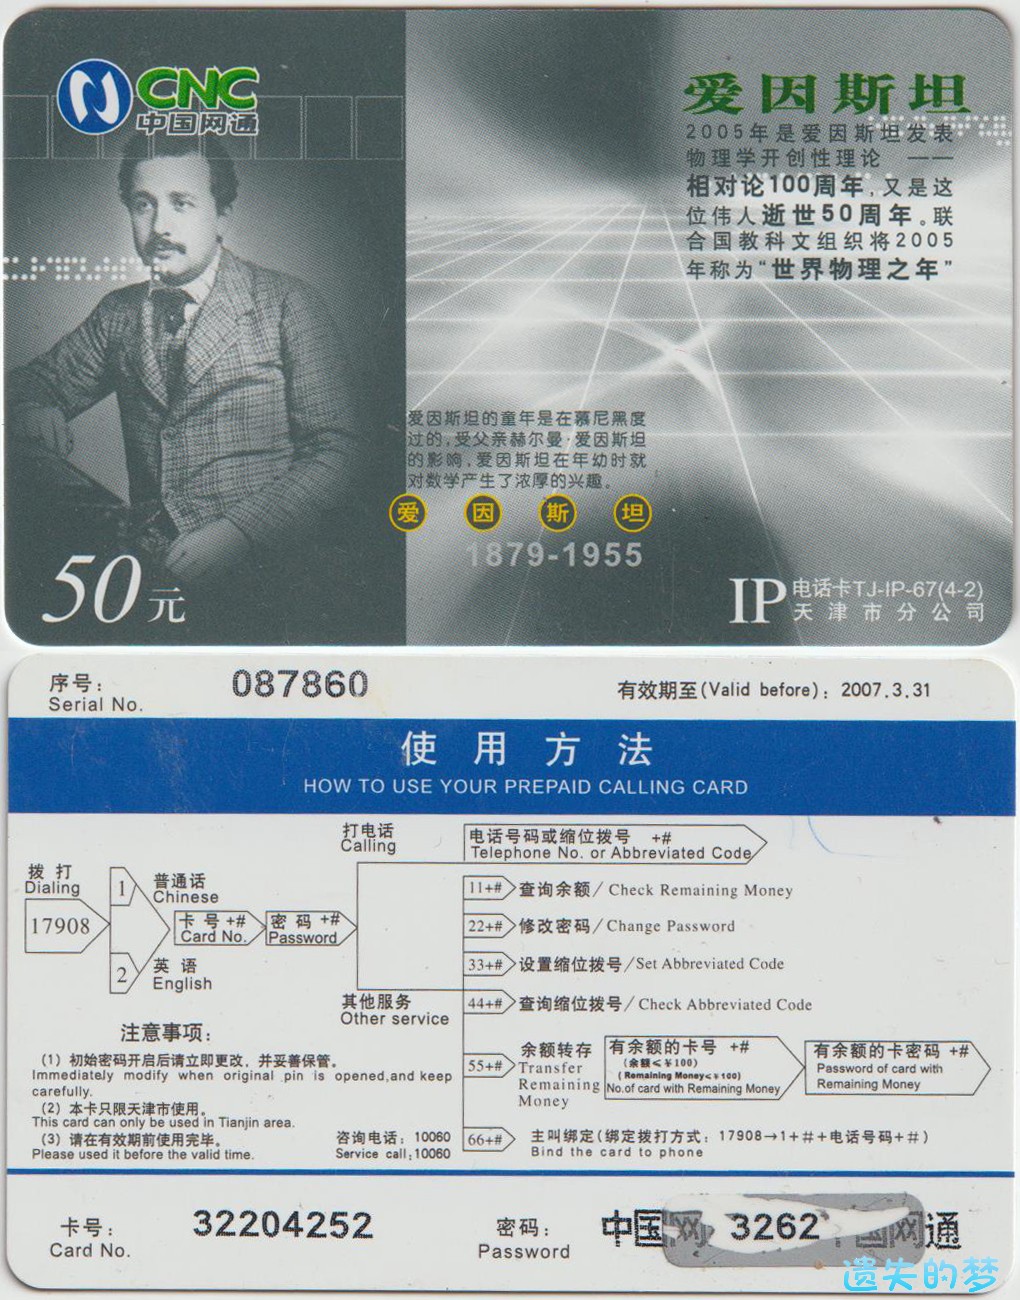 CNC
中国网通
爱因斯坦
2005年是爱因斯坦发表
物理学开创性理论 ——
相对论100周年，又是这
位伟人逝世50周年。联
合国教科文组织将2005
年称为“世界物理之年”
爱因斯坦的童年是在慕尼黑度
过的，受父亲赫尔曼·爱因斯坦
的影响，爱因斯坦在年幼时就
对数学产生了浓厚的兴趣。
爱因斯坦
1879-1955
50元
IP电话卡TJ-IP-67(4-2)
天津市分公司
序号：
Serial No.
087860
有效期至(Valid before)：2007.3.31
使用方法
HOW TO USE YOUR PREPAID CALLING CARD
拨打
Dialing
17908
1
普通话
Chinese
2
英语
English
卡号 +#
Card No.
密码 +#
Password
打电话
Calling
电话号码或缩位拨号 +#
Telephone No. or Abbreviated Code
其他服务
Other service
11+# 查询余额/Check Remaining Money
22+# 修改密码/Change Password
33+# 设置缩位拨号/Set Abbreviated Code
44+# 查询缩位拨号/Check Abbreviated Code
55+#
余额转存
Transfer
Remaining
Money
有余额的卡号 +#
(余额≤￥100)
(Remaining Money≤￥100)
No.of card with Remaining Money
有余额的卡密码 +#
Password of card with
Remaining Money
66+# 主叫绑定(绑定拨打方式：17908→1+#+电话号码+#)
Bind the card to phone
注意事项：
(1) 初始密码开启后请立即更改，并妥善保管。
Immediately modify when original pin is opened,and keep
carefully.
(2) 本卡只限天津市使用。
This card can only be used in Tianjin area.
(3) 请在有效期前使用完毕。
Please used it before the valid time.
咨询电话：10060
Service call:10060
卡号：
Card No.
32204252
密码：
Password
中国网 3262 中国网通
遗失的梦